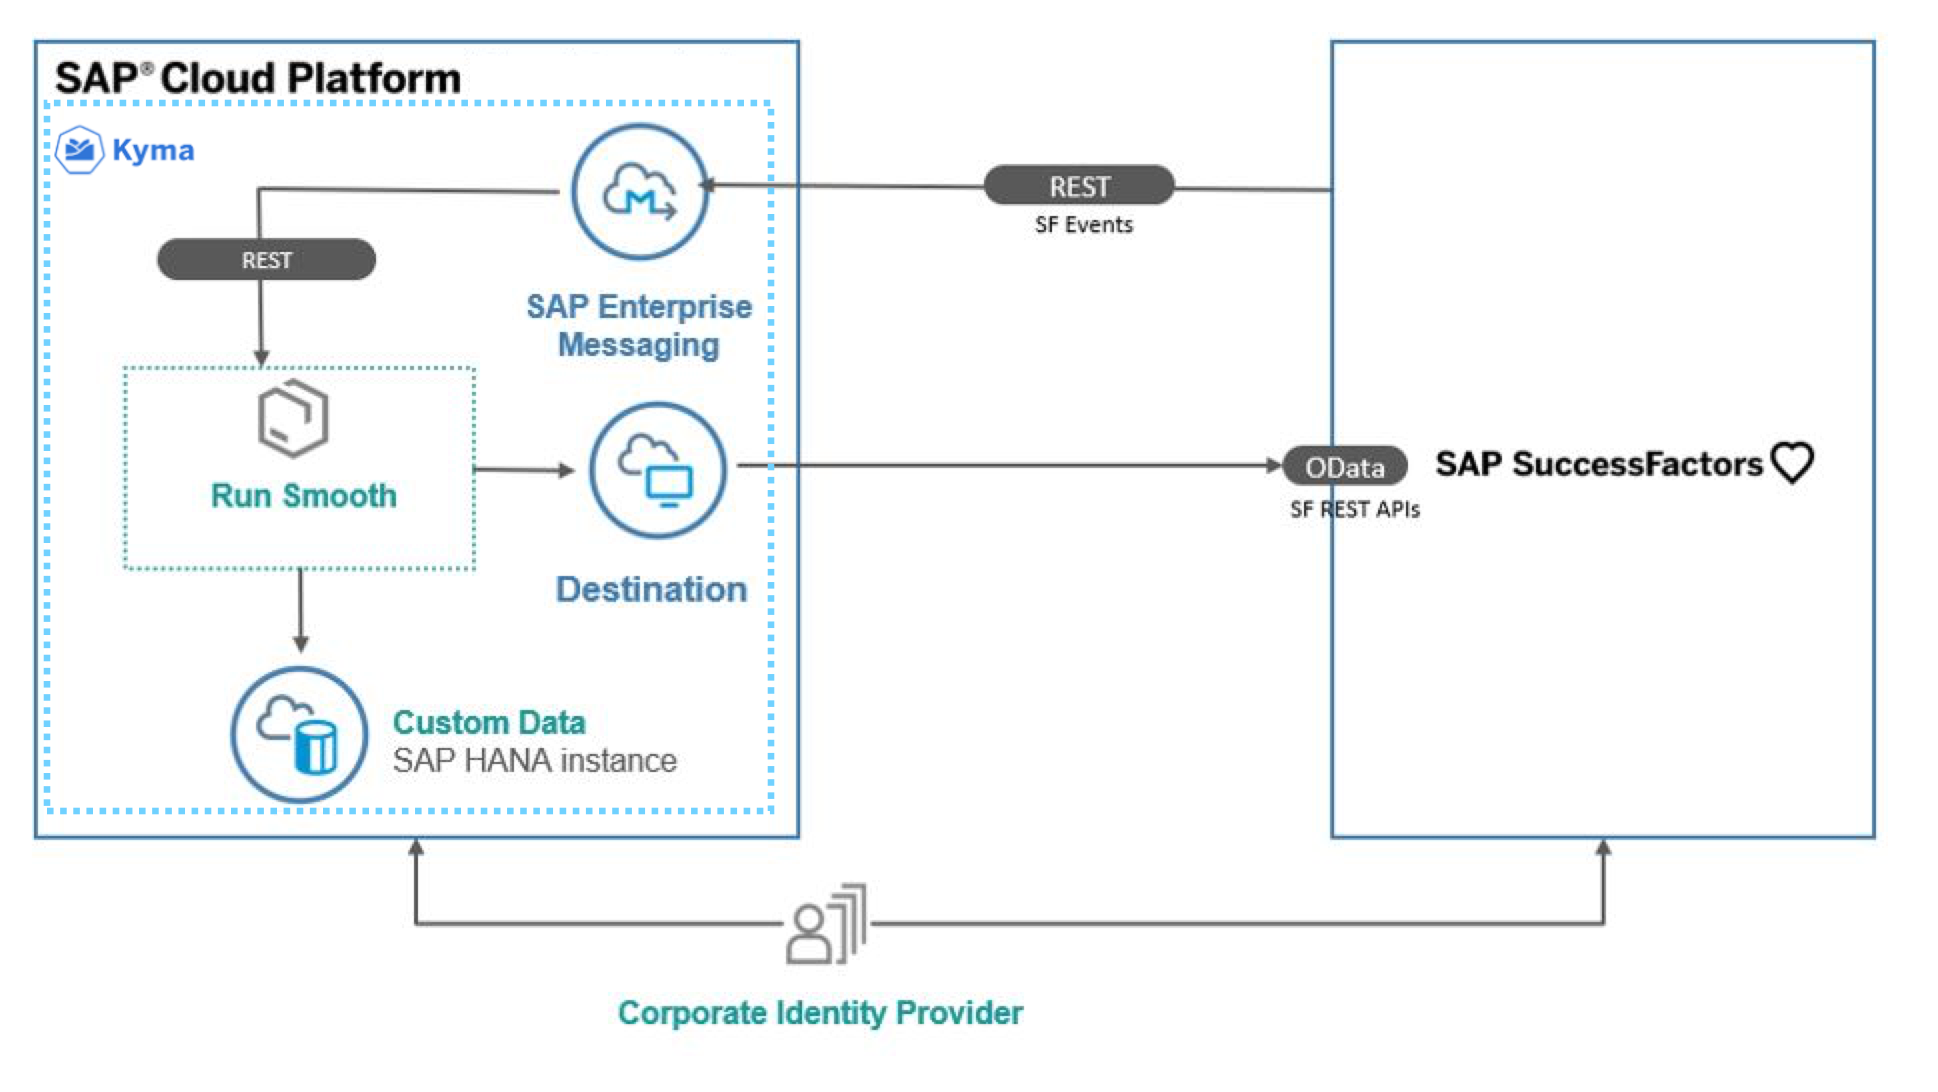 SAP® Cloud Platform
Kyma
REST
SF Events
REST
SAP Enterprise
Messaging
Run Smooth
OData
SAP SuccessFactors
SF REST APIs
Destination
Custom Data
SAP HANA instance
Corporate Identity Provider